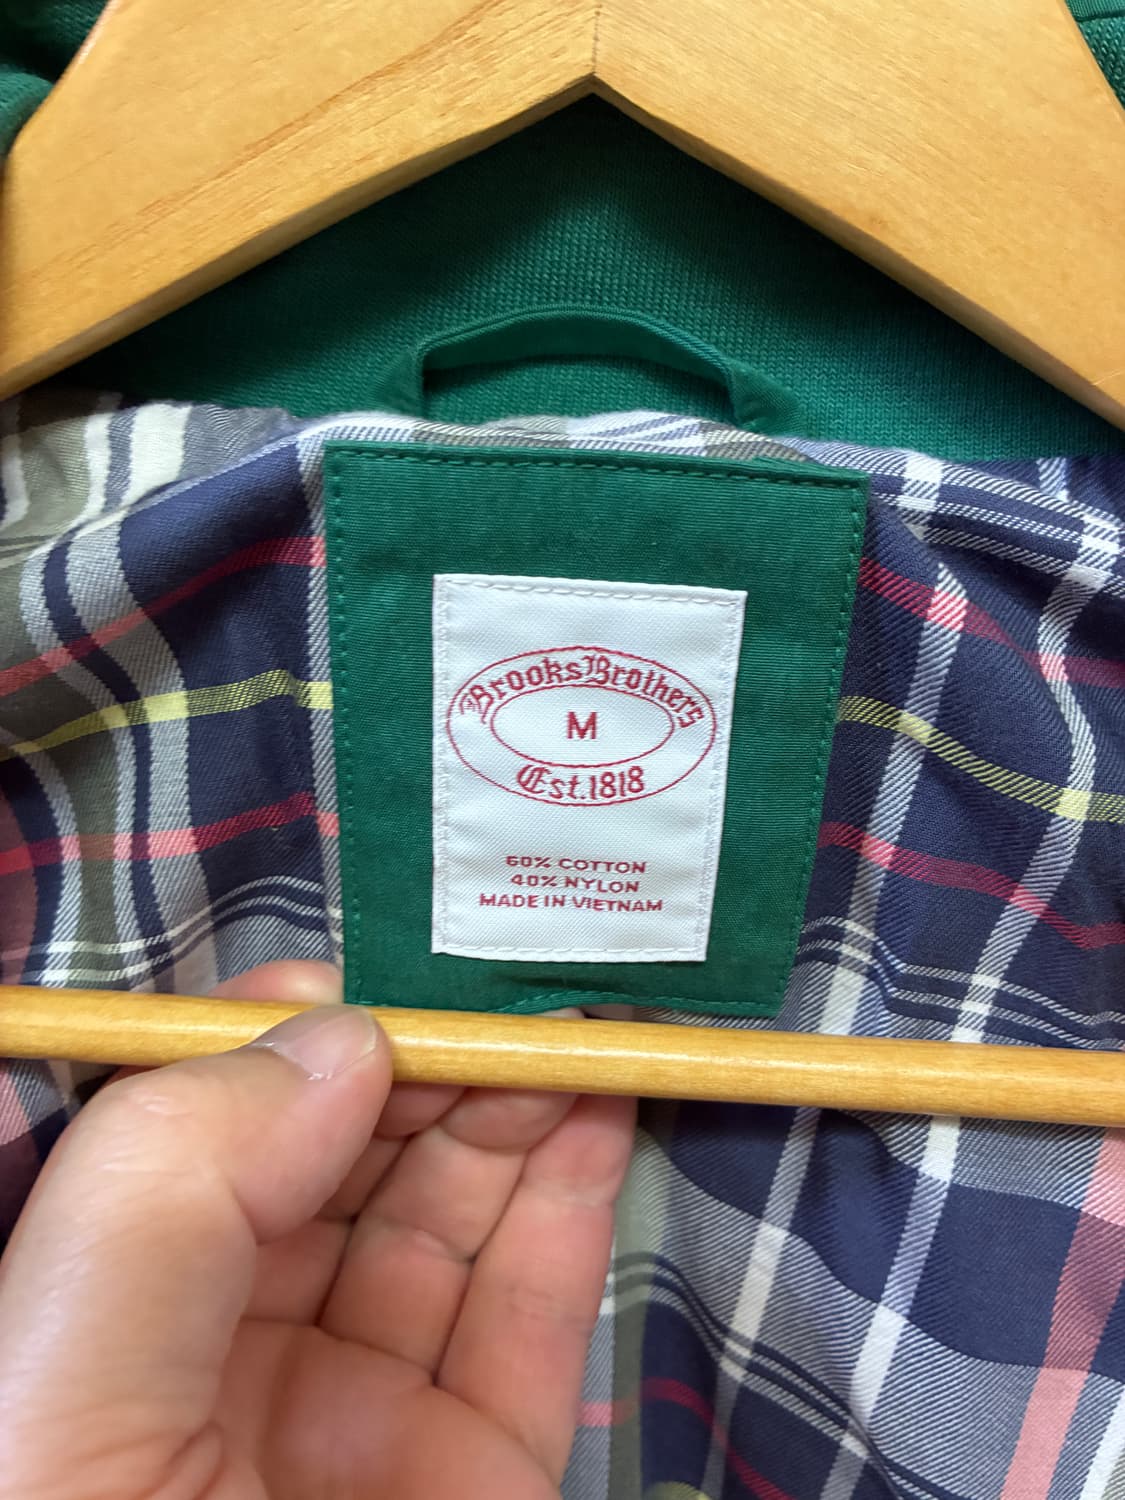 Brooks Brothers
M
Est. 1818
60% COTTON
40% NYLON
MADE IN VIETNAM